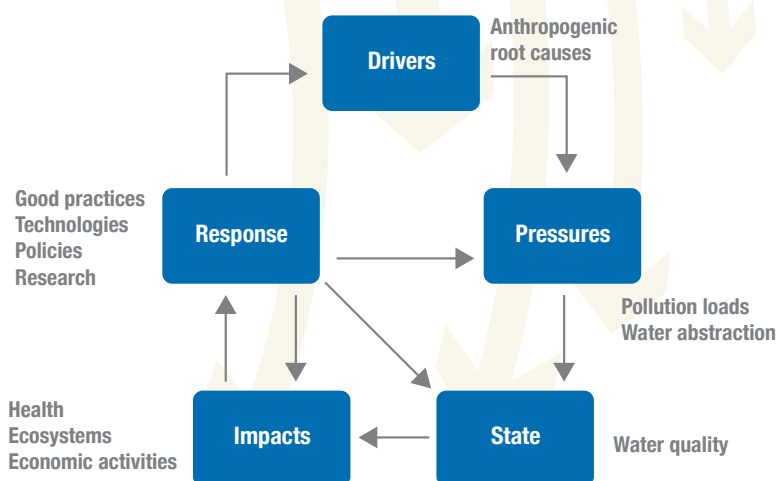 Drivers
Anthropogenic
root causes
Good practices
Technologies
Policies
Research
Response
Pressures
Pollution loads
Water abstraction
Health
Ecosystems
Economic activities
Impacts
State
Water quality